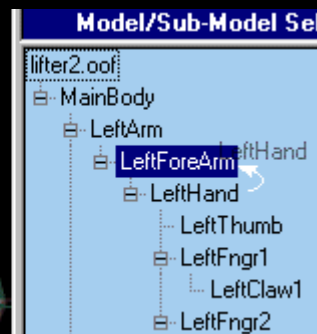 Model/Sub-Model Sel
lifter2.oof
MainBody
LeftArm
LeftForeArm LeftHand
LeftHand
LeftThumb
LeftFngr1
LeftClaw1
LeftFngr2